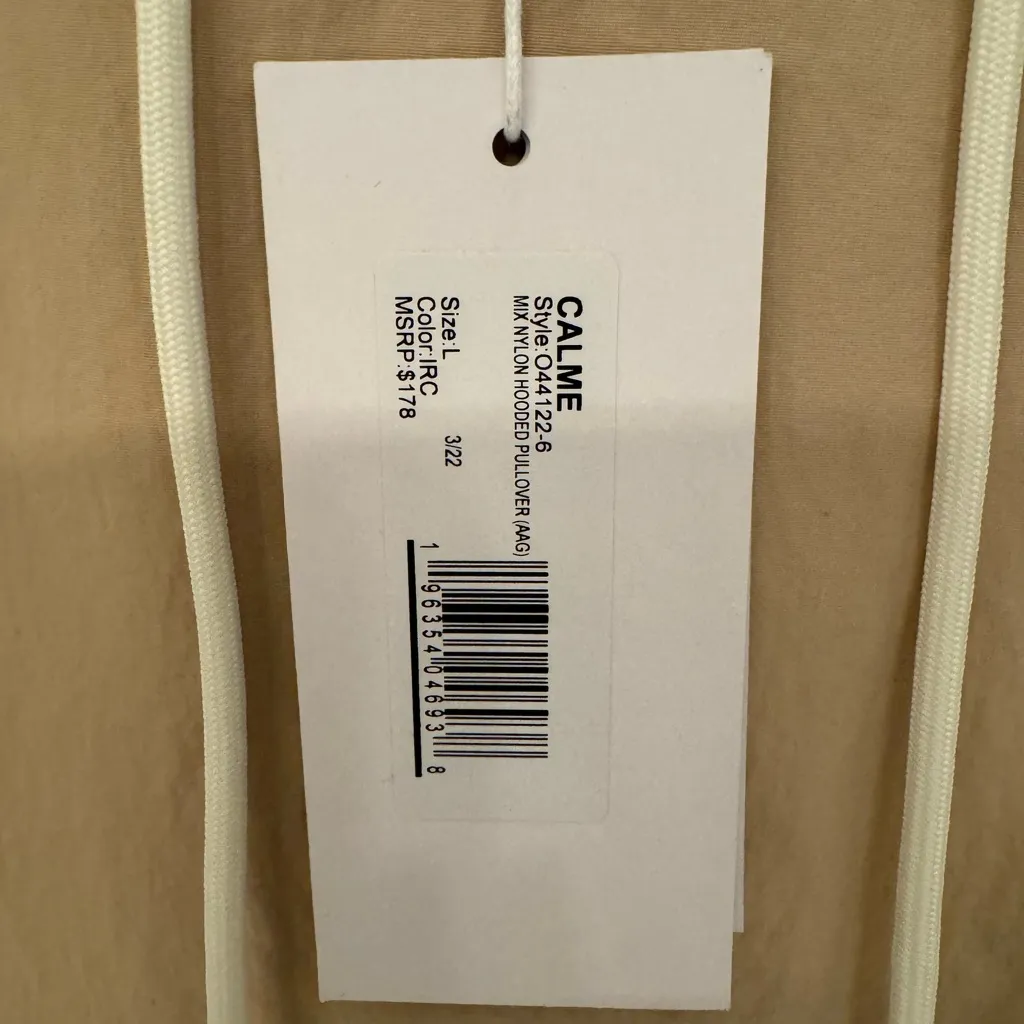 CALME
Style:O44122-6
MIX NYLON HOODED PULLOVER (AAG)
Size:L 3/22
Color:IRC
MSRP:$178
1 96354 04693 8